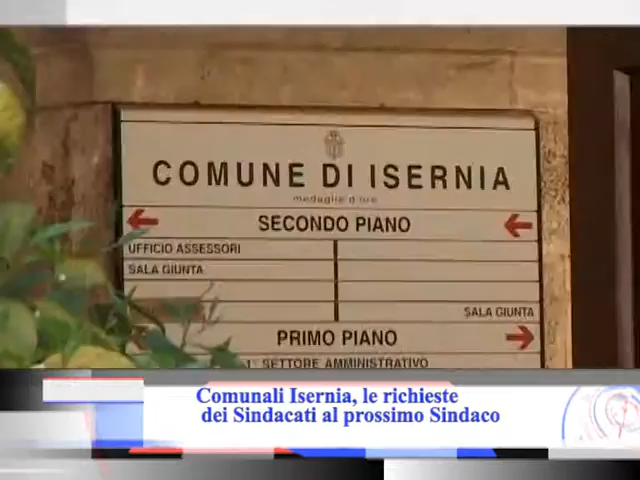 COMUNE DI ISERNIA
medaglia d'oro
SECONDO PIANO
UFFICIO ASSESSORI
SALA GIUNTA
SALA GIUNTA
PRIMO PIANO
1° SETTORE AMMINISTRATIVO
Comunali Isernia, le richieste
dei Sindacati al prossimo Sindaco